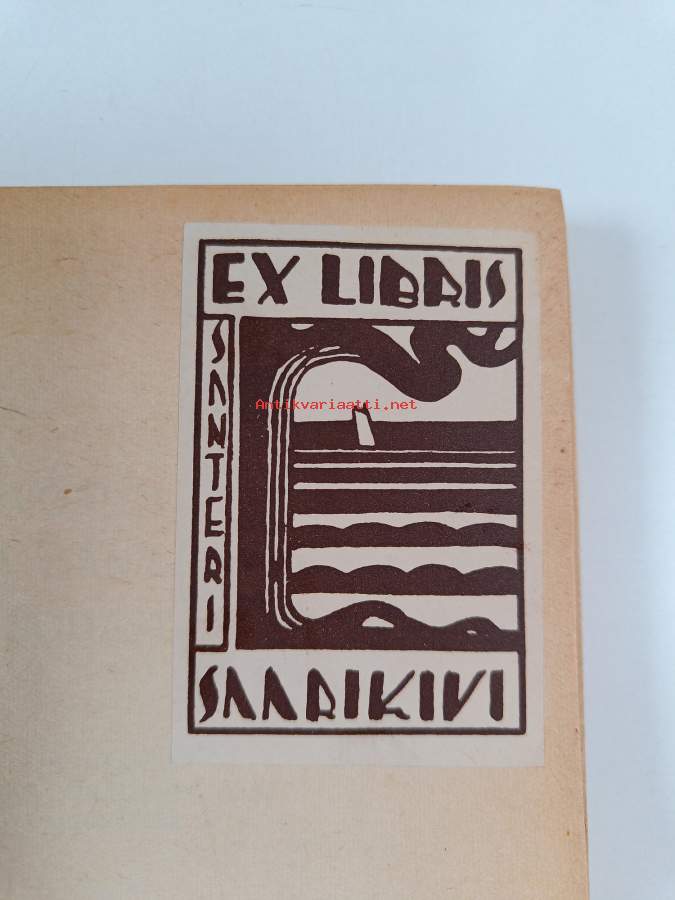 EX LIBRIS
SANTERI
Antikvariaatti.net
SAARIKIVI